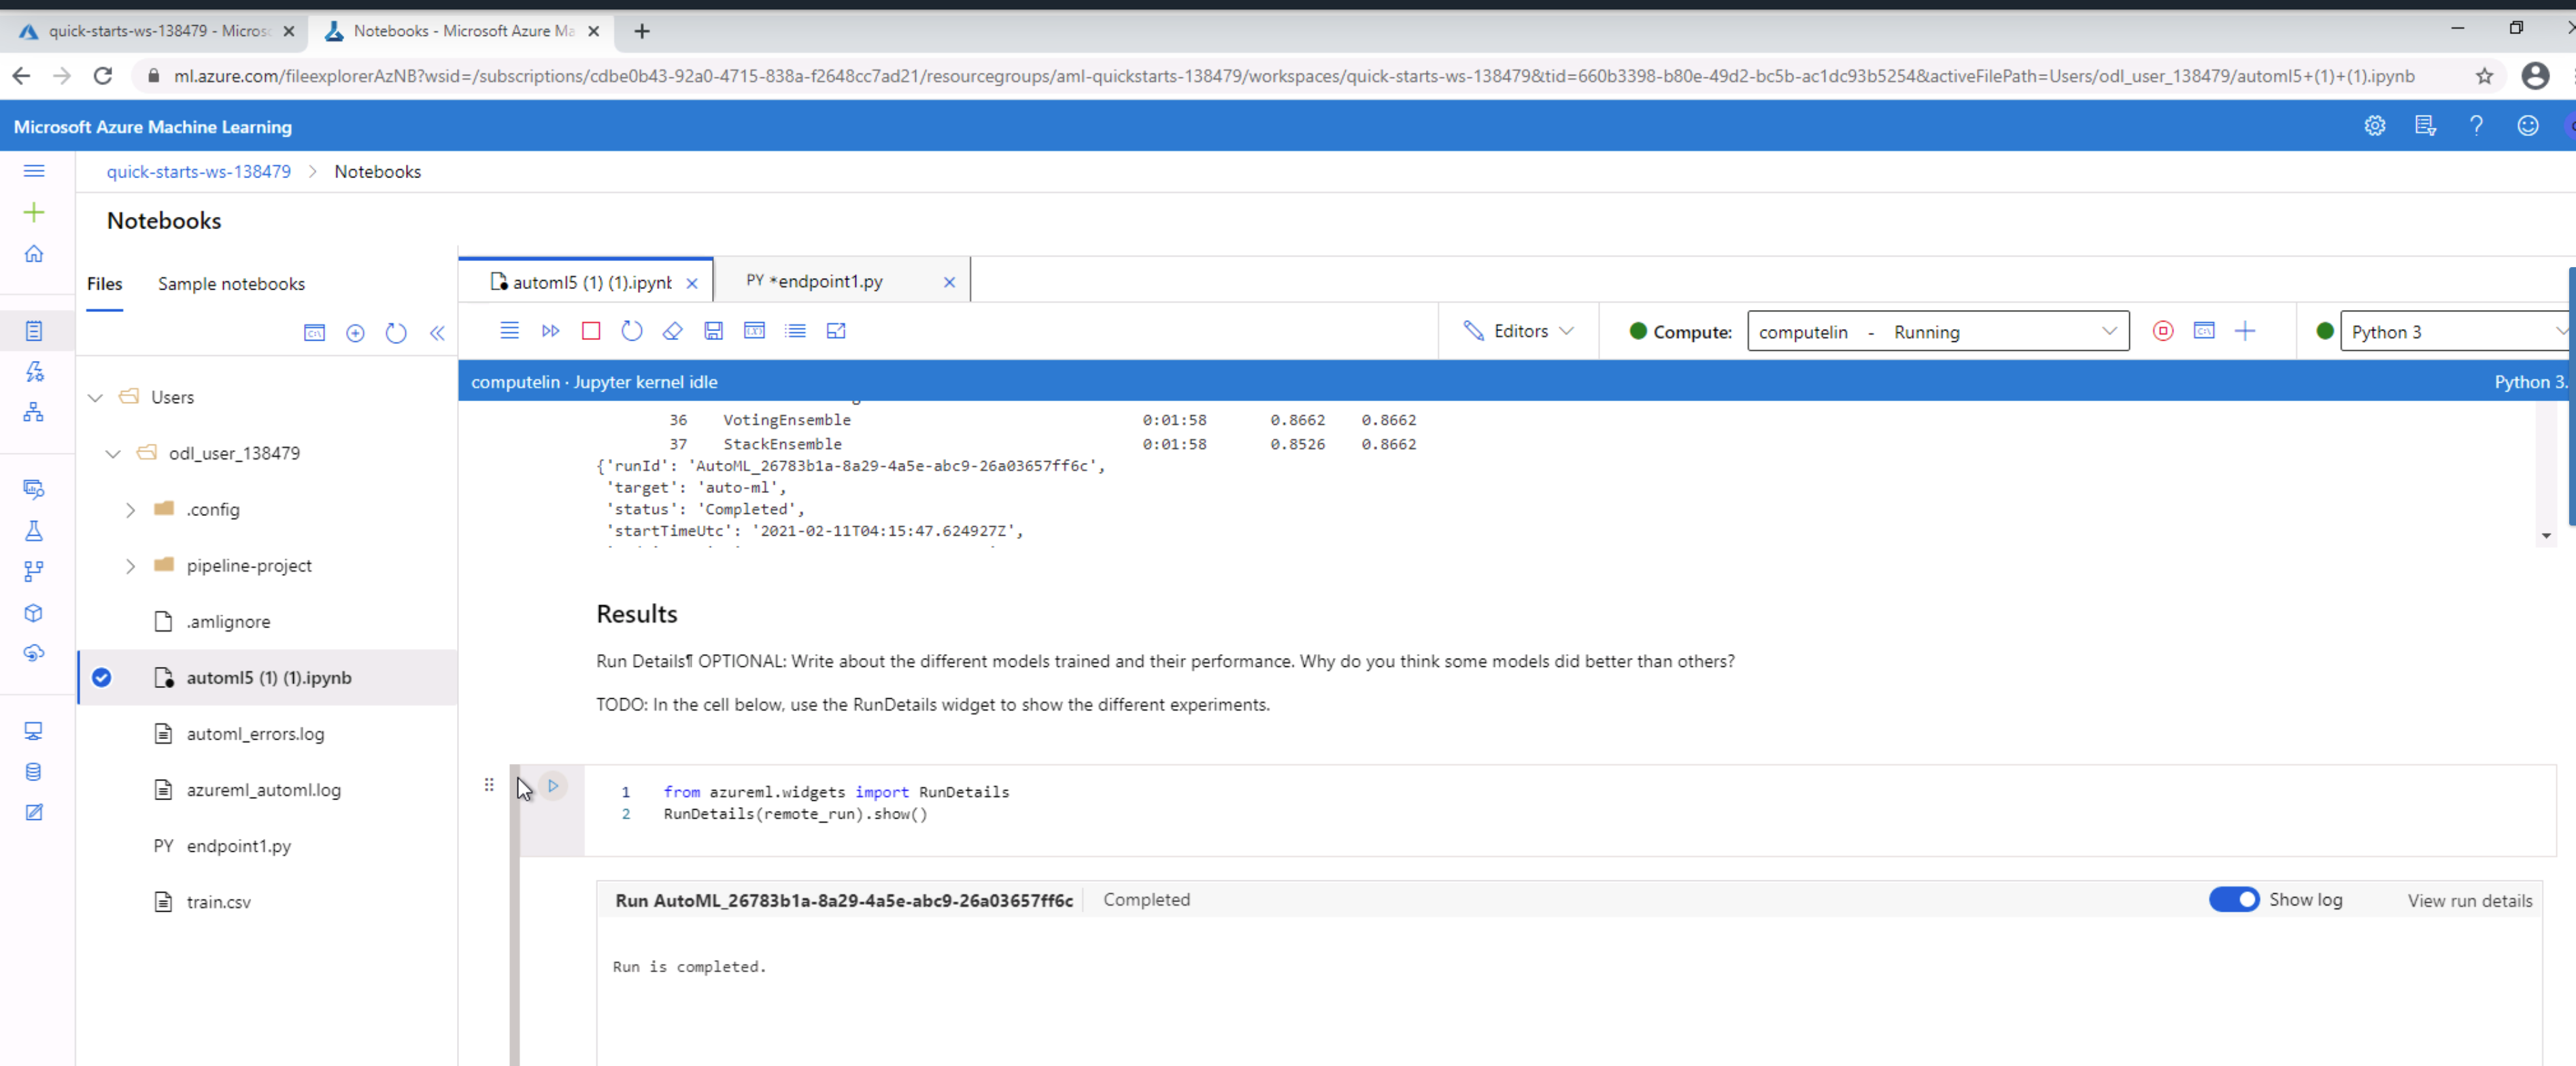 quick-starts-ws-138479 - Micros
Notebooks - Microsoft Azure Ma
ml.azure.com/fileexplorerAzNB?wsid=/subscriptions/cdbe0b43-92a0-4715-838a-f2648cc7ad21/resourcegroups/aml-quickstarts-138479/workspaces/quick-starts-ws-138479&tid=660b3398-b80e-49d2-bc5b-ac1dc93b5254&activeFilePath=Users/odl_user_138479/automl5+(1)+(1).ipynb
Microsoft Azure Machine Learning
quick-starts-ws-138479 > Notebooks
Notebooks
Files Sample notebooks
automl5 (1) (1).ipynb
PY *endpoint1.py
Editors
Compute: computelin - Running
Python 3
computelin · Jupyter kernel idle
Python 3.
Users
odl_user_138479
.config
pipeline-project
.amlignore
automl5 (1) (1).ipynb
automl_errors.log
azureml_automl.log
PY endpoint1.py
train.csv
36 VotingEnsemble 0:01:58 0.8662 0.8662
37 StackEnsemble 0:01:58 0.8526 0.8662
{'runId': 'AutoML_26783b1a-8a29-4a5e-abc9-26a03657ff6c',
'target': 'auto-ml',
'status': 'Completed',
'startTimeUtc': '2021-02-11T04:15:47.624927Z',
Results
Run Details¶ OPTIONAL: Write about the different models trained and their performance. Why do you think some models did better than others?
TODO: In the cell below, use the RunDetails widget to show the different experiments.
1 from azureml.widgets import RunDetails
2 RunDetails(remote_run).show()
Run AutoML_26783b1a-8a29-4a5e-abc9-26a03657ff6c Completed
Show log
View run details
Run is completed.